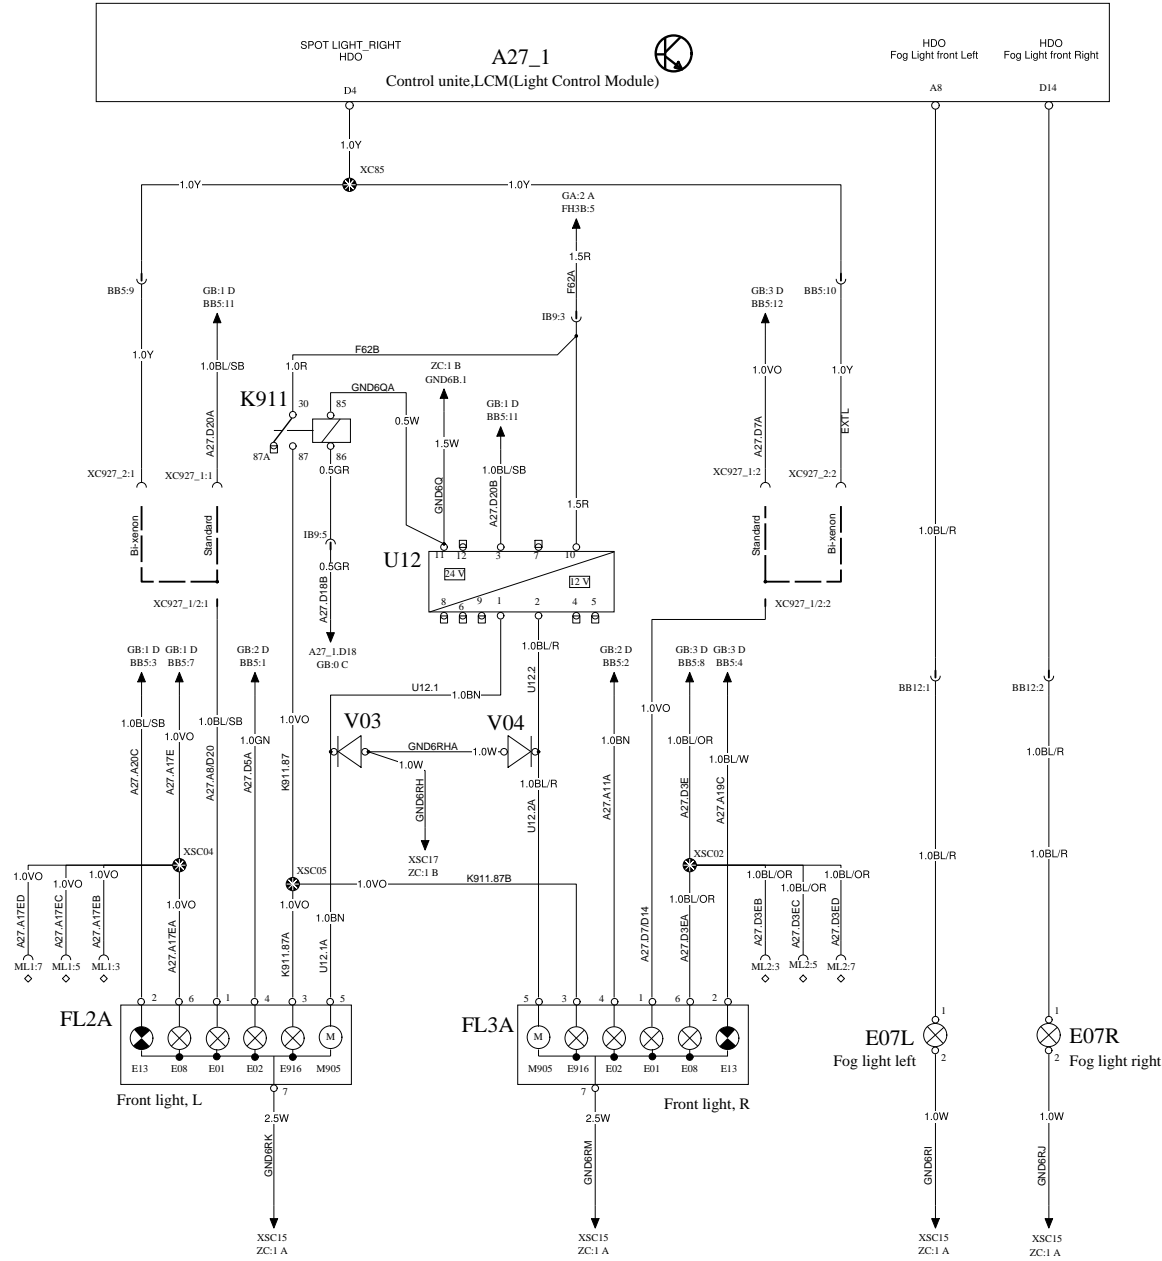 SPOT LIGHT_RIGHT
HDO
A27_1
Control unite,LCM(Light Control Module)
HDO
Fog Light front Left
HDO
Fog Light front Right
D4
A8
D14
1.0Y
XC85
1.0Y
1.0Y
GA:2 A
FH3B:5
1.5R
F62A
BB5:9
GB:1 D
BB5:11
IB9:3
GB:3 D
BB5:12
BB5:10
1.0Y
1.0BL/SB
A27.D20A
F62B
1.0R
ZC:1 B
GND6B.1
GND6QA
0.5W
K911
30
85
87A
87
86
GB:1 D
BB5:11
1.5W
GND6Q
1.0BL/SB
A27.D20B
1.5R
1.0VO
A27.D7A
1.0Y
EXTL
XC927_2:1
XC927_1:1
0.5GR
XC927_1:2
XC927_2:2
Bi-xenon
Standard
IB9:5
0.5GR
A27.D18B
Standard
Bi-xenon
1.0BL/R
U12
11
12
3
7
10
24 V
12 V
8
6
9
1
2
4
5
XC927_1/2:1
XC927_1/2:2
A27_1.D18
GB:0 C
GB:1 D
BB5:3
GB:1 D
BB5:7
GB:2 D
BB5:1
1.0BL/R
U12.2
GB:2 D
BB5:2
GB:3 D
BB5:8
GB:3 D
BB5:4
U12.1
1.0BN
BB12:1
BB12:2
1.0BL/SB
1.0VO
1.0BL/SB
1.0GN
1.0VO
V03
V04
GND6RHA
1.0W
1.0W
GND6RH
1.0BN
1.0VO
1.0BL/OR
1.0BL/W
1.0BL/R
A27.A20C
A27.A17E
A27.A8/D20
A27.D5A
K911.87
1.0BL/R
U12.2A
A27.A11A
A27.D3E
A27.A19C
XSC17
ZC:1 B
XSC04
XSC05
XSC02
1.0BL/R
1.0BL/R
1.0VO
1.0VO
1.0VO
1.0VO
1.0VO
1.0VO
K911.87B
1.0BL/OR
1.0BL/OR
1.0BL/OR
1.0BL/OR
1.0BN
A27.A17ED
A27.A17EC
A27.A17EB
A27.A17EA
K911.87A
U12.1A
A27.D7/D14
A27.D3EA
A27.D3EB
A27.D3EC
A27.D3ED
ML1:7
ML1:5
ML1:3
ML2:3
ML2:5
ML2:7
2
6
1
4
3
5
5
3
4
1
6
2
FL2A
M
E13
E08
E01
E02
E916
M905
FL3A
M
M905
E916
E02
E01
E08
E13
1
E07L
Fog light left
2
1
E07R
Fog light right
2
7
Front light, L
7
Front light, R
2.5W
GND6RK
2.5W
GND6RM
1.0W
GND6RI
1.0W
GND6RJ
XSC15
ZC:1 A
XSC15
ZC:1 A
XSC15
ZC:1 A
XSC15
ZC:1 A